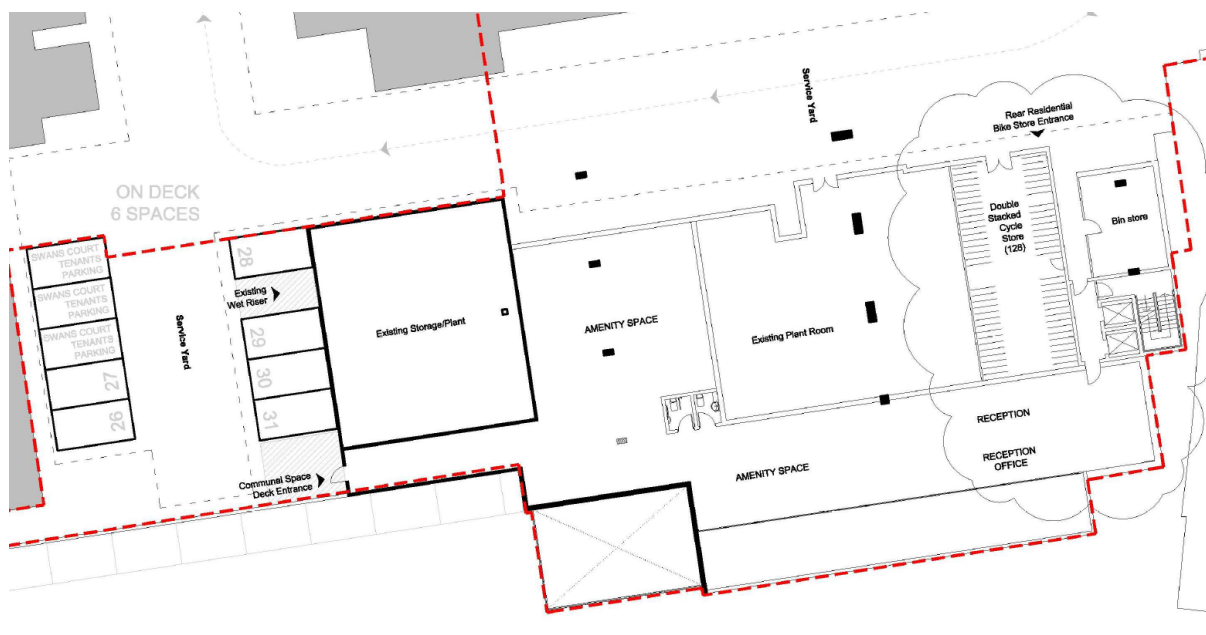 ON DECK
6 SPACES
SWANS COURT
TENANTS
PARKING
SWANS COURT
TENANTS
PARKING
SWANS COURT
TENANTS
PARKING
27
26
Service Yard
28
Existing
Wet Riser
29
30
31
Communal Space
Deck Entrance
Existing Storage/Plant
AMENITY SPACE
Service Yard
Existing Plant Room
Rear Residential
Bike Store Entrance
Double
Stacked
Cycle
Store
(128)
Bin store
RECEPTION
RECEPTION
OFFICE
AMENITY SPACE